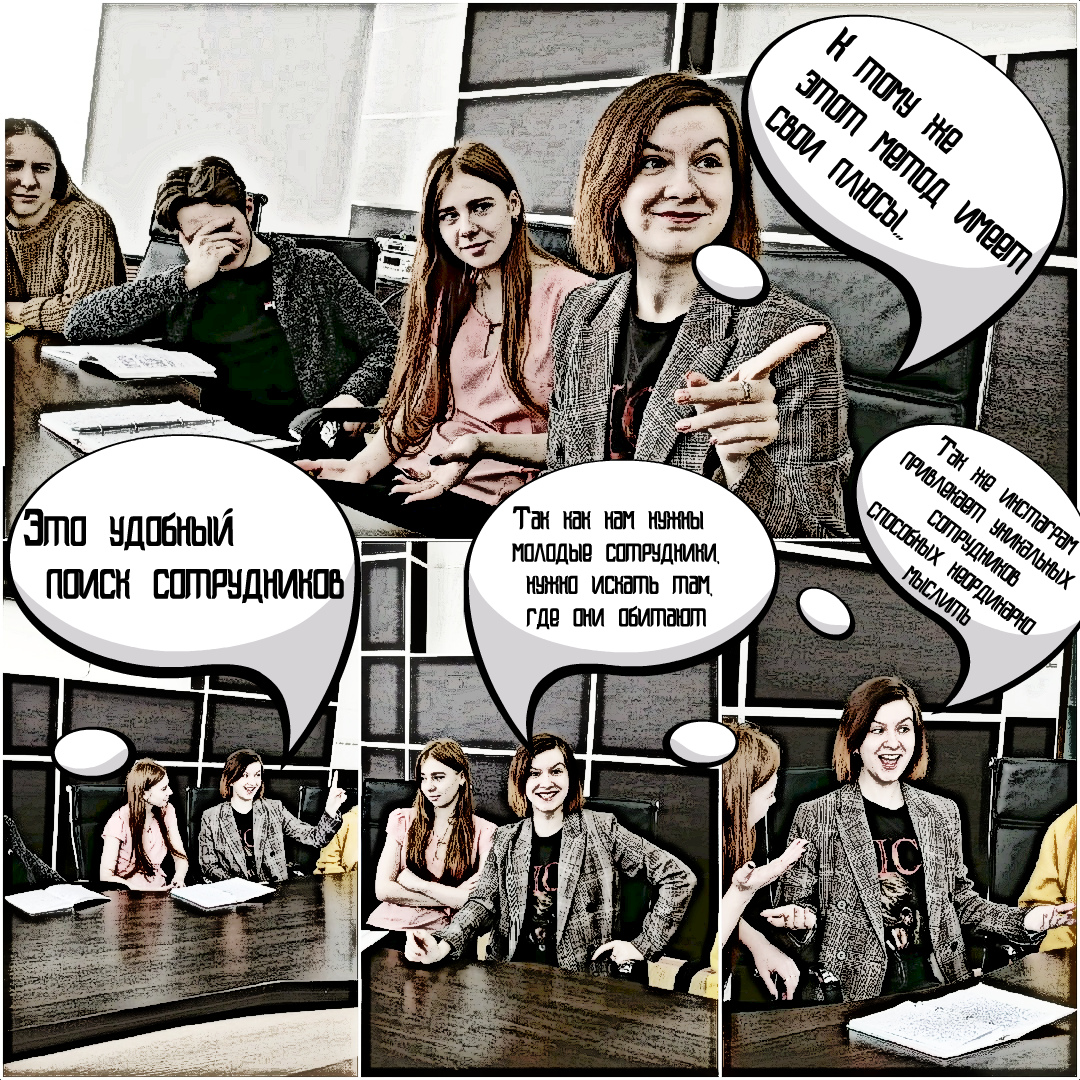 К тому же
этот метод имеет
свои плюсы..
Это удобный
поиск сотрудников
Так как нам нужны
молодые сотрудники,
нужно искать там,
где они обитают
Так же инстаграм
привлекает уникальных
сотрудников
способных неординарно
мыслить
IC